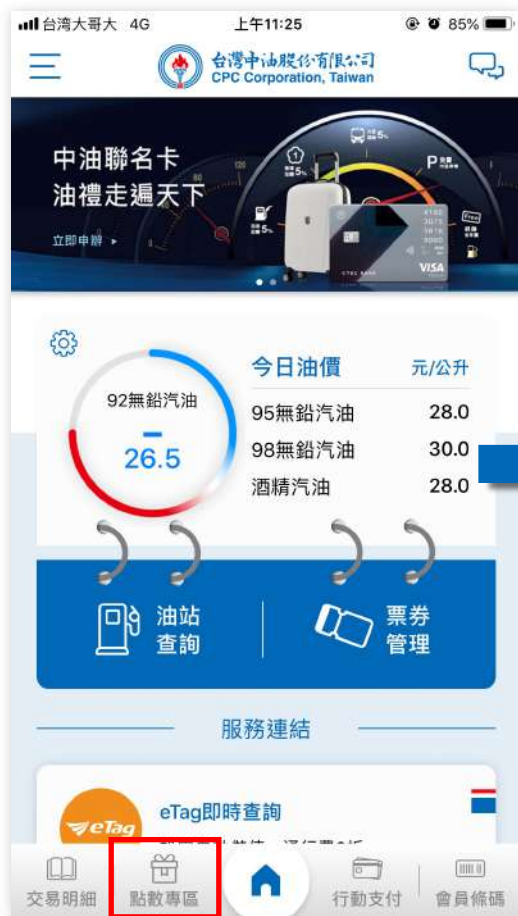 台湾大哥大 4G 上午11:25 85%
台灣中油股份有限公司
CPC Corporation, Taiwan
中油聯名卡
油禮走遍天下
立即申辦
P
Free
CTBC BANK
VISA
今日油價 元/公升
92無鉛汽油
26.5
95無鉛汽油 28.0
98無鉛汽油 30.0
酒精汽油 28.0
油站
查詢
票券
管理
服務連結
eTag
eTag即時查詢
交易明細
點數專區
行動支付
會員條碼